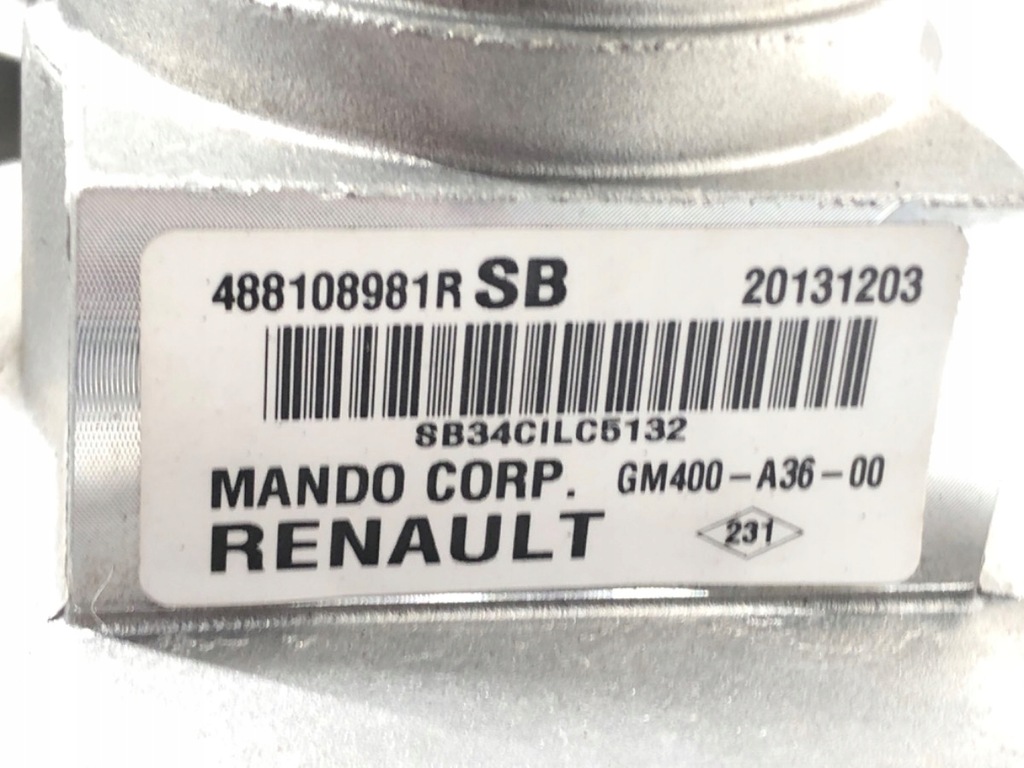 488108981R SB 20131203
SB34CILC5132
MANDO CORP. GM400-A36-00
RENAULT 231